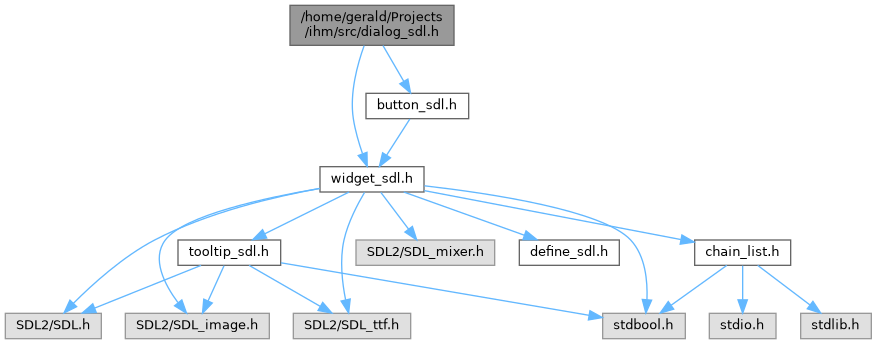 /home/gerald/Projects
/ihm/src/dialog_sdl.h
button_sdl.h
widget_sdl.h
tooltip_sdl.h
SDL2/SDL_mixer.h
define_sdl.h
chain_list.h
SDL2/SDL.h
SDL2/SDL_image.h
SDL2/SDL_ttf.h
stdbool.h
stdio.h
stdlib.h